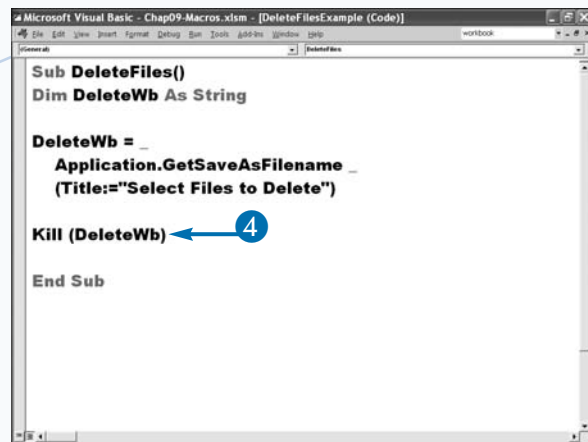 Microsoft Visual Basic - Chap09-Macros.xlsm - [DeleteFilesExample (Code)]
File Edit View Insert Format Debug Run Tools Add-Ins Window Help workbook
(General) DeleteFiles
Sub DeleteFiles()
Dim DeleteWb As String
DeleteWb = _
Application.GetSaveAsFilename _
(Title:="Select Files to Delete")
Kill (DeleteWb) 4
End Sub